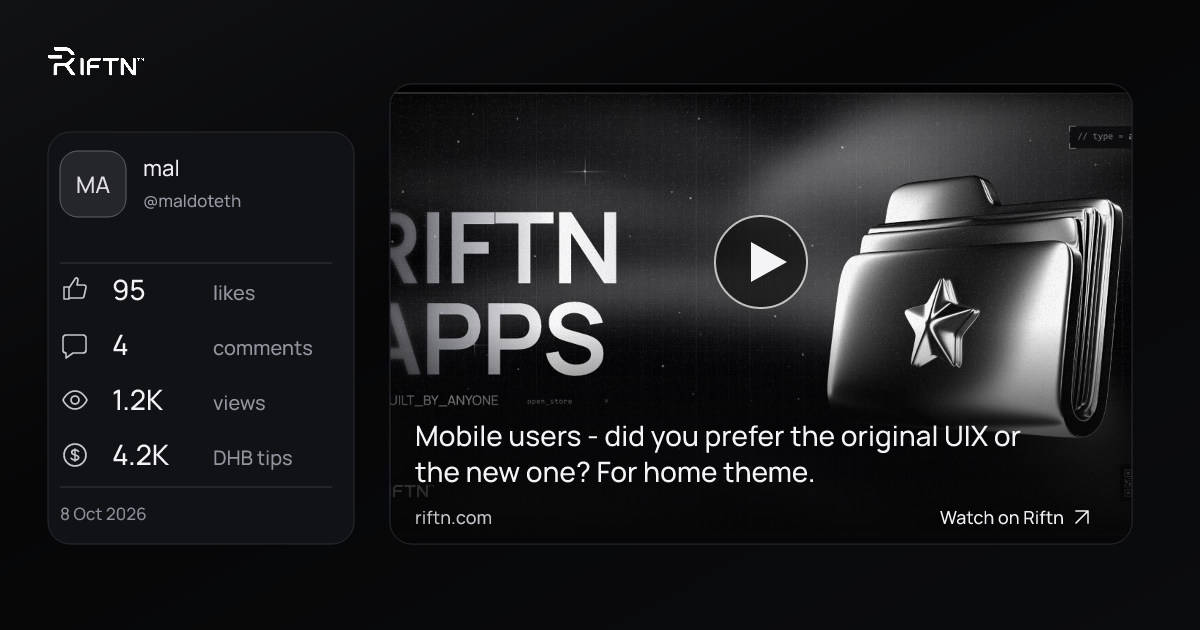 RIFTN
MA
mal
@maldoteth
95 likes
4 comments
1.2K views
4.2K DHB tips
8 Oct 2026
// type =
RIFTN
APPS
UILT_BY_ANYONE
open_store
Mobile users - did you prefer the original UIX or
the new one? For home theme.
riftn.com
Watch on Riftn